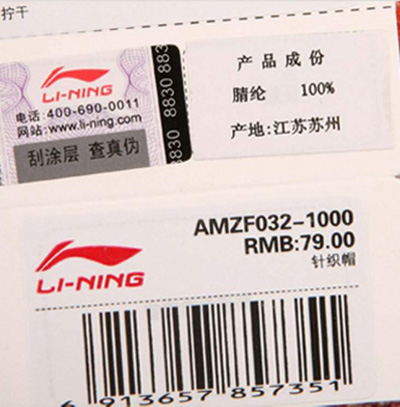 拧干
LI-NING
电话:400-690-0011
网站:www.li-ning.com
刮涂层 查真伪
8830 8830 883
产品成份
腈纶 100%
产地:江苏苏州
LI-NING
AMZF032-1000
RMB:79.00
针织帽
6 913657 857351